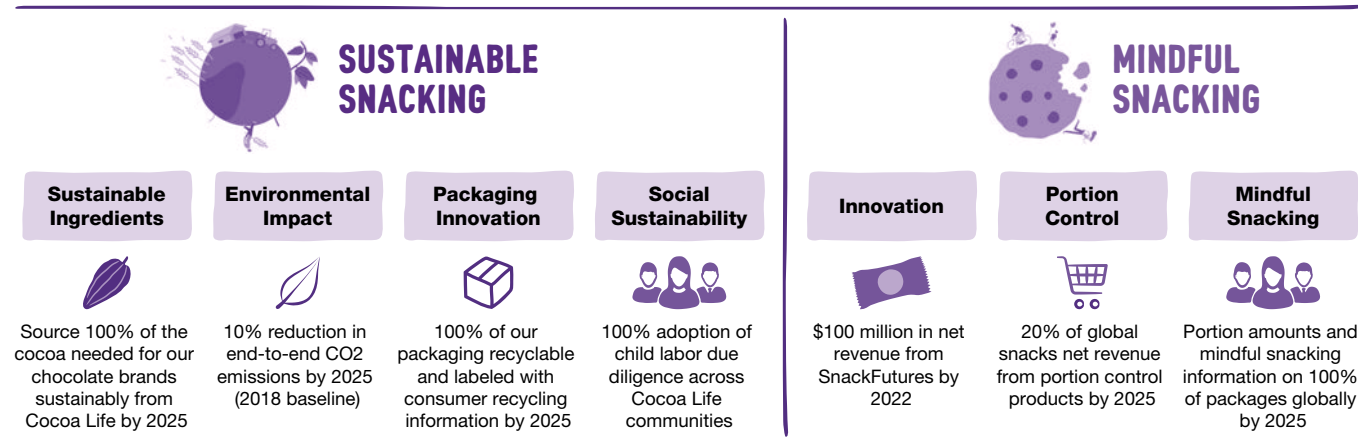 SUSTAINABLE
SNACKING
Sustainable
Ingredients
Source 100% of the
cocoa needed for our
chocolate brands
sustainably from
Cocoa Life by 2025
Environmental
Impact
10% reduction in
end-to-end CO2
emissions by 2025
(2018 baseline)
Packaging
Innovation
100% of our
packaging recyclable
and labeled with
consumer recycling
information by 2025
Social
Sustainability
100% adoption of
child labor due
diligence across
Cocoa Life
communities
MINDFUL
SNACKING
Innovation
$100 million in net
revenue from
SnackFutures by
2022
Portion
Control
20% of global
snacks net revenue
from portion control
products by 2025
Mindful
Snacking
Portion amounts and
mindful snacking
information on 100%
of packages globally
by 2025